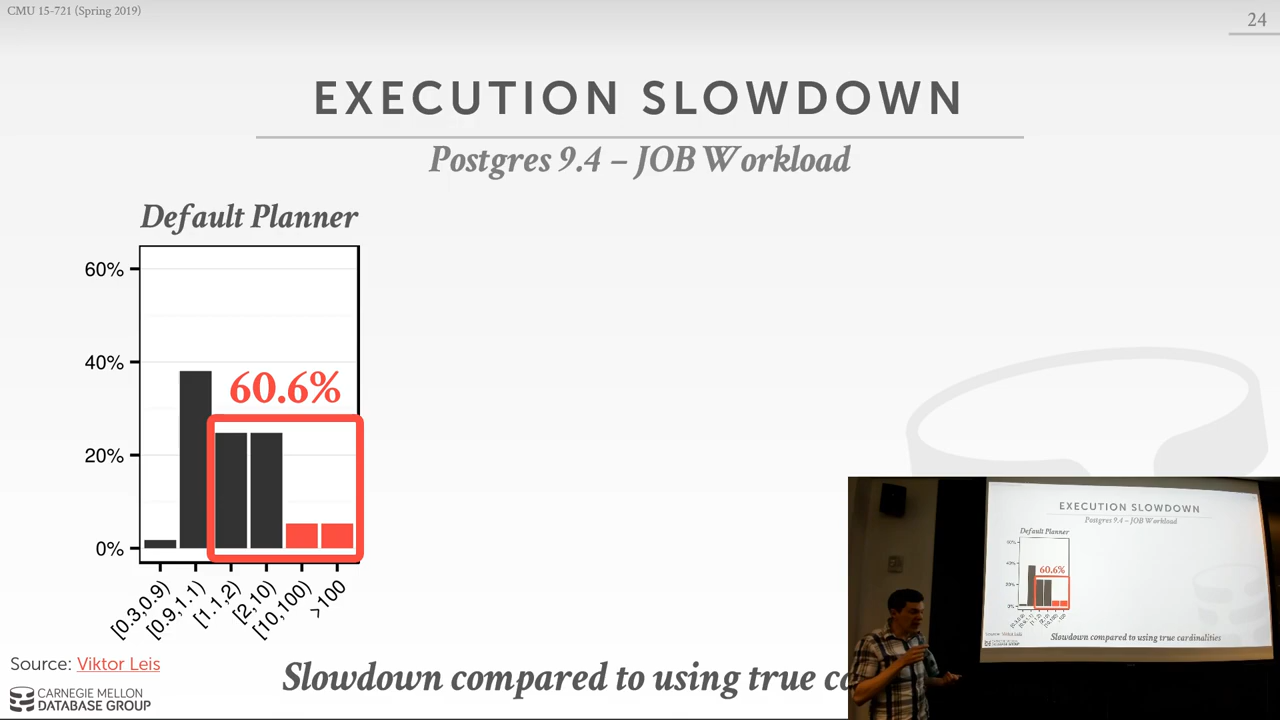 CMU 15-721 (Spring 2019)
24
EXECUTION SLOWDOWN
Postgres 9.4 – JOB Workload
Default Planner
60%
40%
20%
0%
60.6%
[0.3,0.9)
[0.9,1.1)
[1.1,2)
[2,10)
[10,100)
>100
Source: Viktor Leis
Slowdown compared to using true
CARNEGIE MELLON
DATABASE GROUP
EXECUTION SLOWDOWN
Postgres 9.4 – JOB Workload
Default Planner
60.6%
Slowdown compared to using true cardinalities